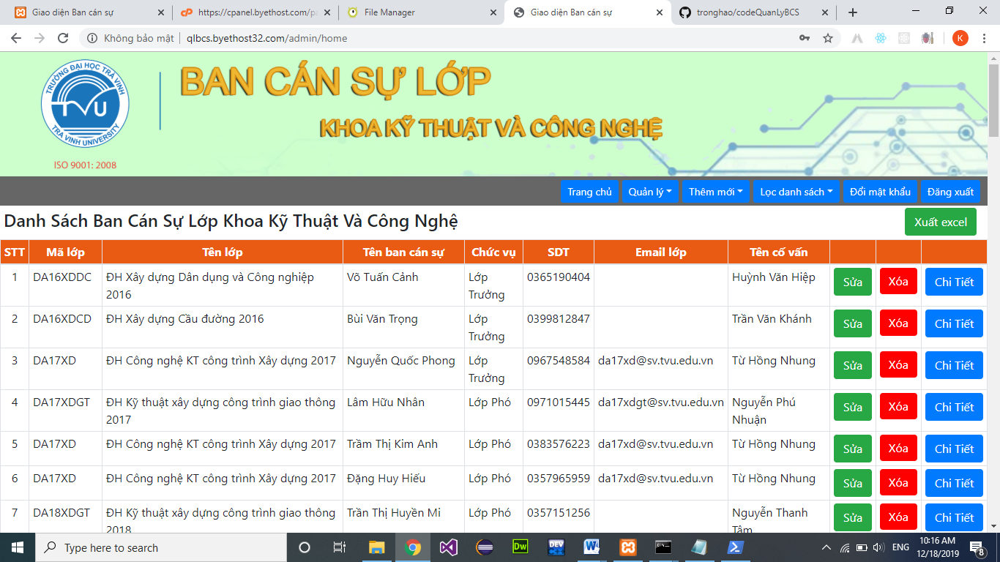 Giao diện Ban cán sự
https://cpanel.byethost.com/pa
File Manager
Giao diện Ban cán sự
tronghao/codeQuanLyBCS
Không bảo mật
qlbcs.byethost32.com/admin/home
K
TRƯỜNG ĐẠI HỌC TRÀ VINH
TVU
TRA VINH UNIVERSITY
ISO 9001: 2008
BAN CÁN SỰ LỚP
KHOA KỸ THUẬT VÀ CÔNG NGHỆ
Trang chủ Quản lý Thêm mới Lọc danh sách Đổi mật khẩu Đăng xuất
Danh Sách Ban Cán Sự Lớp Khoa Kỹ Thuật Và Công Nghệ
Xuất excel
STT Mã lớp Tên lớp Tên ban cán sự Chức vụ SDT Email lớp Tên cố vấn
1 DA16XDDC ĐH Xây dựng Dân dụng và Công nghiệp Võ Tuấn Cảnh Lớp 0365190404 Huỳnh Văn Hiệp Sửa Xóa Chi Tiết
2016 Trưởng
2 DA16XDCD ĐH Xây dựng Cầu đường 2016 Bùi Văn Trọng Lớp 0399812847 Trần Văn Khánh Sửa Xóa Chi Tiết
Trưởng
3 DA17XD ĐH Công nghệ KT công trình Xây dựng 2017 Nguyễn Quốc Phong Lớp 0967548584 da17xd@sv.tvu.edu.vn Từ Hồng Nhung Sửa Xóa Chi Tiết
Trưởng
4 DA17XDGT ĐH Kỹ thuật xây dựng công trình giao thông Lâm Hữu Nhân Lớp Phó 0971015445 da17xdgt@sv.tvu.edu.vn Nguyễn Phú Sửa Xóa Chi Tiết
2017 Nhuận
5 DA17XD ĐH Công nghệ KT công trình Xây dựng 2017 Trầm Thị Kim Anh Lớp Phó 0383576223 da17xd@sv.tvu.edu.vn Từ Hồng Nhung Sửa Xóa Chi Tiết
6 DA17XD ĐH Công nghệ KT công trình Xây dựng 2017 Đặng Huy Hiếu Lớp Phó 0357965959 da17xd@sv.tvu.edu.vn Từ Hồng Nhung Sửa Xóa Chi Tiết
7 DA18XDGT ĐH Kỹ thuật xây dựng công trình giao thông Trần Thị Huyền Mi Lớp Phó 0357151256 Nguyễn Thanh Sửa Xóa Chi Tiết
2018 Tâm
Type here to search
Dw
DEV
W
ENG
10:16 AM
12/18/2019
8